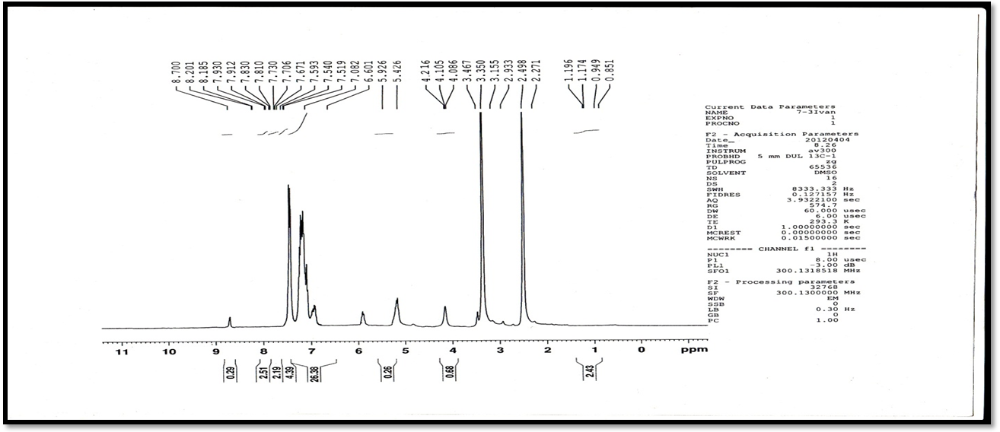 8.700 8.201 8.185 7.930 7.912 7.830 7.810 7.730 7.706 7.671 7.593 7.540 7.519 7.082 6.601 5.926 5.426 4.216 4.105 4.086 3.467 3.350 3.155 2.933 2.498 2.271 1.196 1.174 0.949 0.851
Current Data Parameters
NAME 7-3Ivan
EXPNO 1
PROCNO 1
F2 - Acquisition Parameters
Date_ 20120404
Time 8.26
INSTRUM av300
PROBHD 5 mm DUL 13C-1
PULPROG zg
TD 65536
SOLVENT DMSO
NS 16
DS 2
SWH 8333.333 Hz
FIDRES 0.127157 Hz
AQ 3.9322100 sec
RG 574.7
DW 60.000 usec
DE 6.00 usec
TE 293.3 K
D1 1.00000000 sec
MCREST 0.00000000 sec
MCWRK 0.01500000 sec
======== CHANNEL f1 ========
NUC1 1H
P1 8.00 usec
PL1 -3.00 dB
SFO1 300.1318518 MHz
F2 - Processing parameters
SI 32768
SF 300.1300000 MHz
WDW EM
SSB 0
LB 0.30 Hz
GB 0
PC 1.00
11 10 9 8 7 6 5 4 3 2 1 0 ppm
0.29 2.51 2.19 4.39 26.38 0.26 0.68 2.43